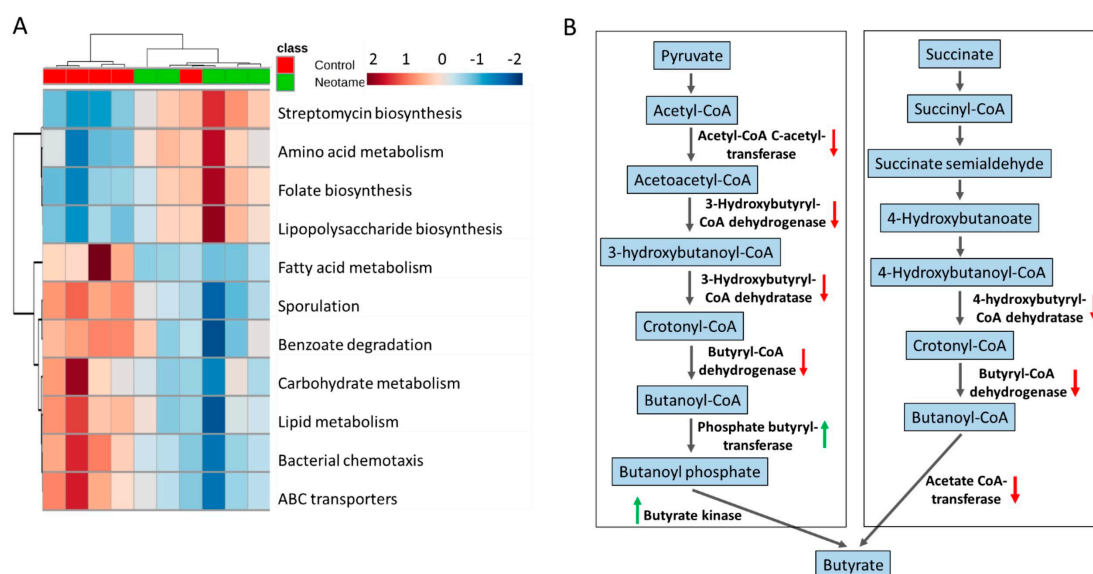 A
class
Control
Neotame
2 1 0 -1 -2
Streptomycin biosynthesis
Amino acid metabolism
Folate biosynthesis
Lipopolysaccharide biosynthesis
Fatty acid metabolism
Sporulation
Benzoate degradation
Carbohydrate metabolism
Lipid metabolism
Bacterial chemotaxis
ABC transporters
B
Pyruvate
Acetyl-CoA
Acetyl-CoA C-acetyl-
transferase
Acetoacetyl-CoA
3-Hydroxybutyryl-
CoA dehydrogenase
3-hydroxybutanoyl-CoA
3-Hydroxybutyryl-
CoA dehydratase
Crotonyl-CoA
Butyryl-CoA
dehydrogenase
Butanoyl-CoA
Phosphate butyryl-
transferase
Butanoyl phosphate
Butyrate kinase
Succinate
Succinyl-CoA
Succinate semialdehyde
4-Hydroxybutanoate
4-Hydroxybutanoyl-CoA
4-hydroxybutyryl-
CoA dehydratase
Crotonyl-CoA
Butyryl-CoA
dehydrogenase
Butanoyl-CoA
Acetate CoA-
transferase
Butyrate